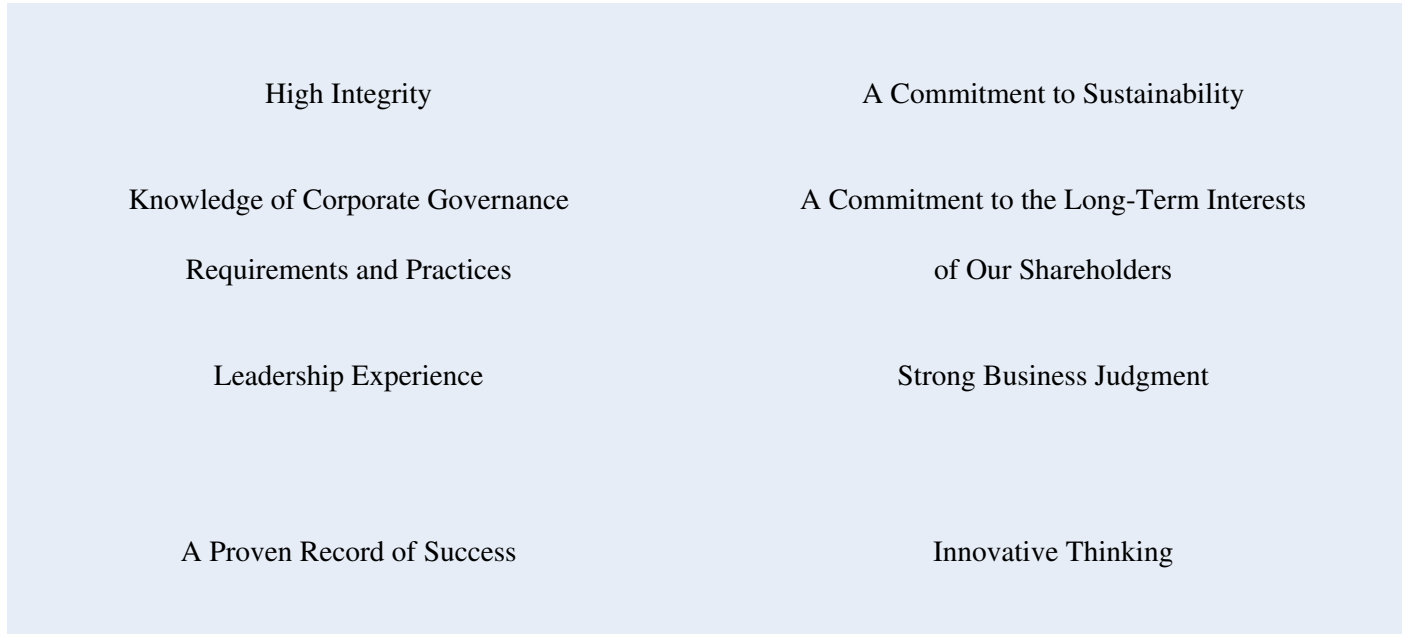 High Integrity
A Commitment to Sustainability
Knowledge of Corporate Governance
Requirements and Practices
A Commitment to the Long-Term Interests
of Our Shareholders
Leadership Experience
Strong Business Judgment
A Proven Record of Success
Innovative Thinking